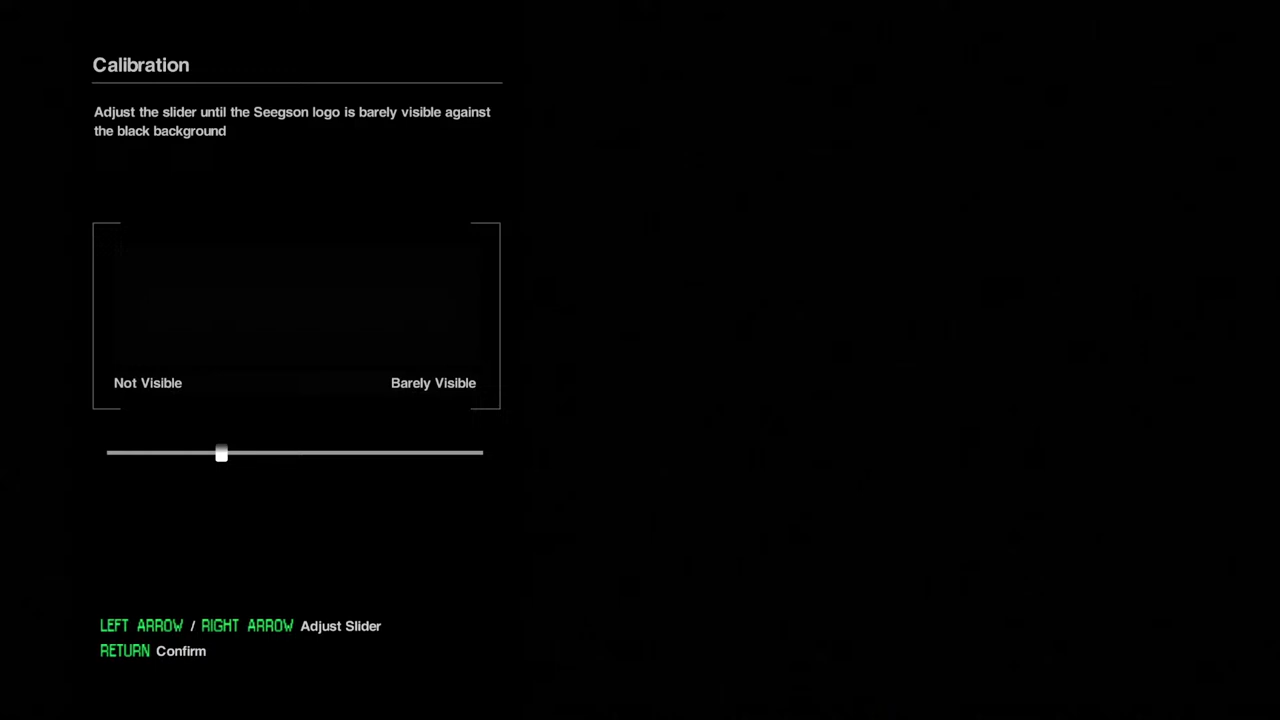 Calibration
Adjust the slider until the Seegson logo is barely visible against
the black background
Not Visible
Barely Visible
LEFT ARROW / RIGHT ARROW Adjust Slider
RETURN Confirm